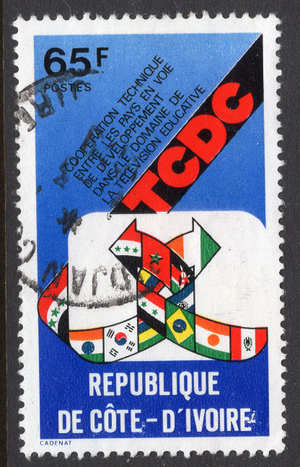 65F
POSTES
COOPERATION TECHNIQUE
ENTRE LES PAYS EN VOIE
DE DEVELOPPEMENT
DANS LE DOMAINE DE
LA TELEVISION EDUCATIVE
TCDC
REPUBLIQUE
DE CÔTE-D'IVOIRE
CADENAT